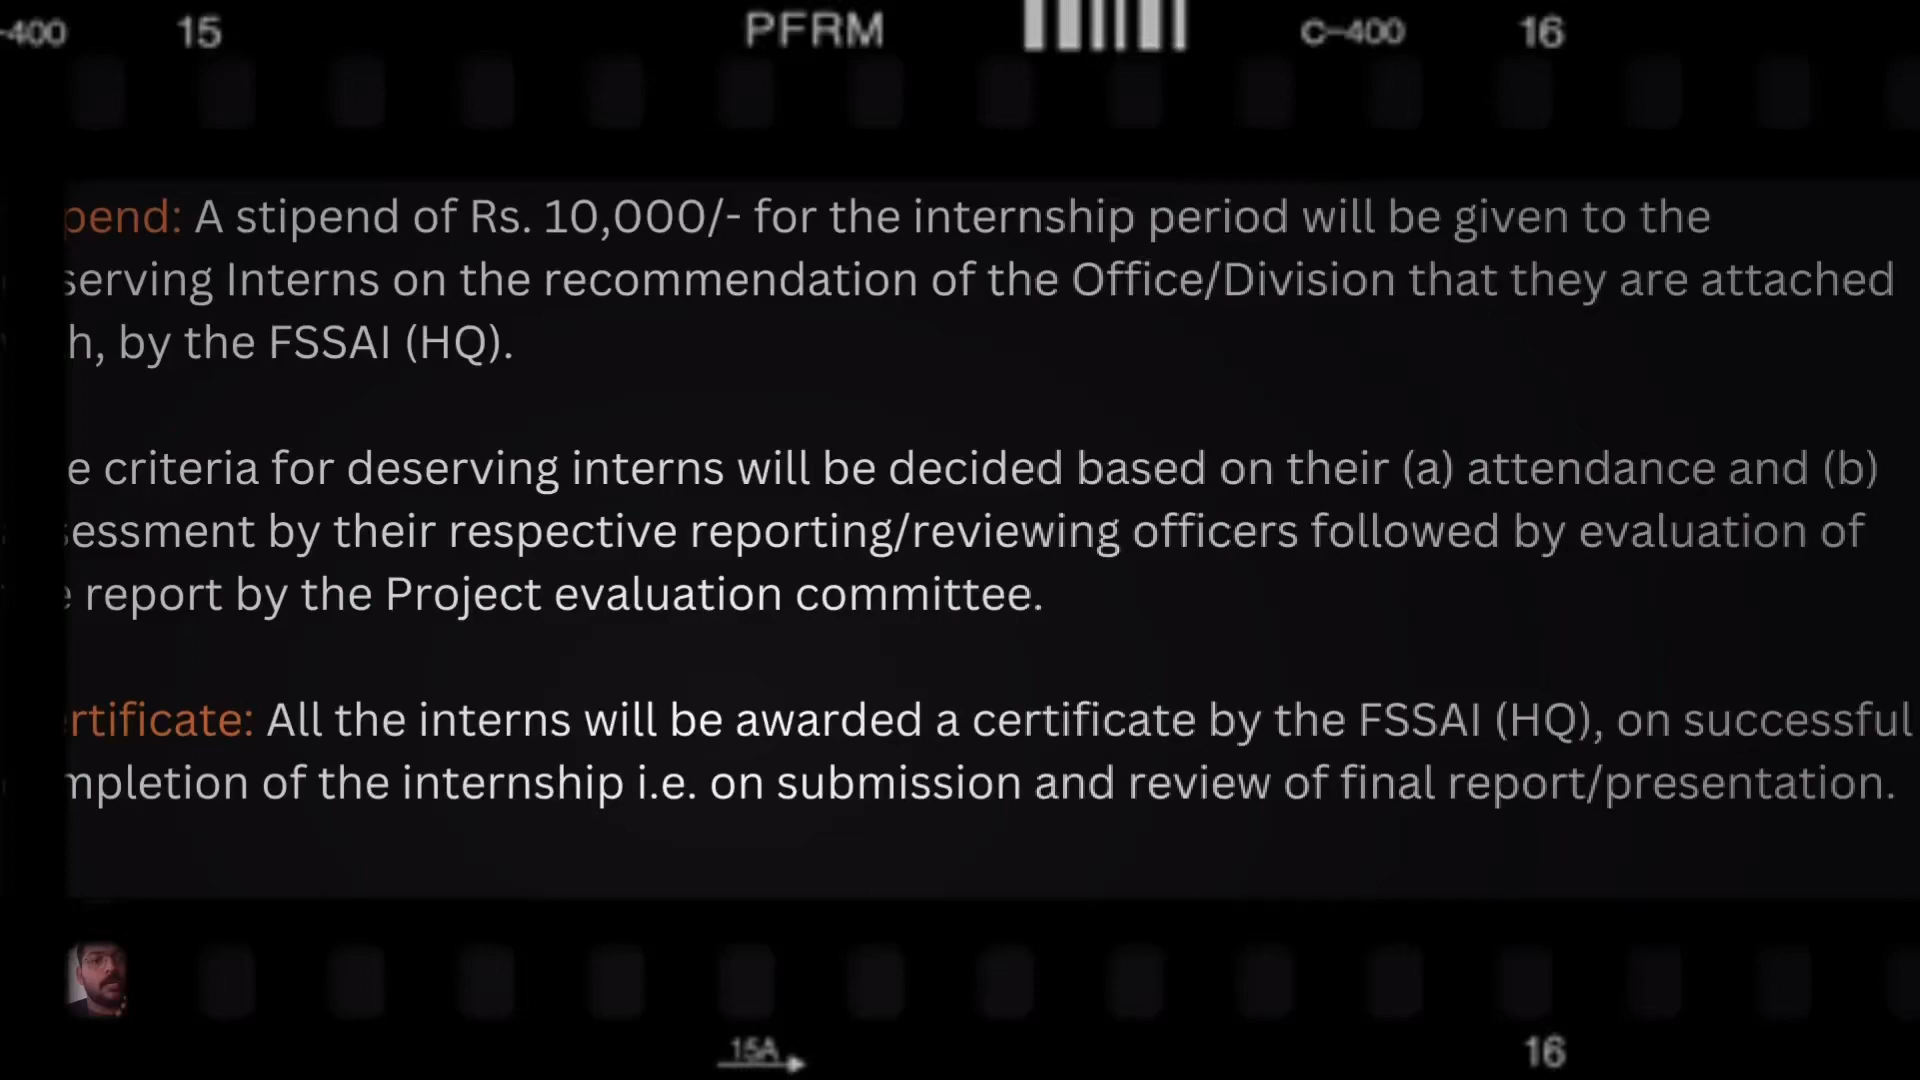 -400 15 PFRM C-400 16
pend: A stipend of Rs. 10,000/- for the internship period will be given to the
serving Interns on the recommendation of the Office/Division that they are attached
h, by the FSSAI (HQ).
e criteria for deserving interns will be decided based on their (a) attendance and (b)
sessment by their respective reporting/reviewing officers followed by evaluation of
e report by the Project evaluation committee.
rtificate: All the interns will be awarded a certificate by the FSSAI (HQ), on successful
mpletion of the internship i.e. on submission and review of final report/presentation.
15A 16